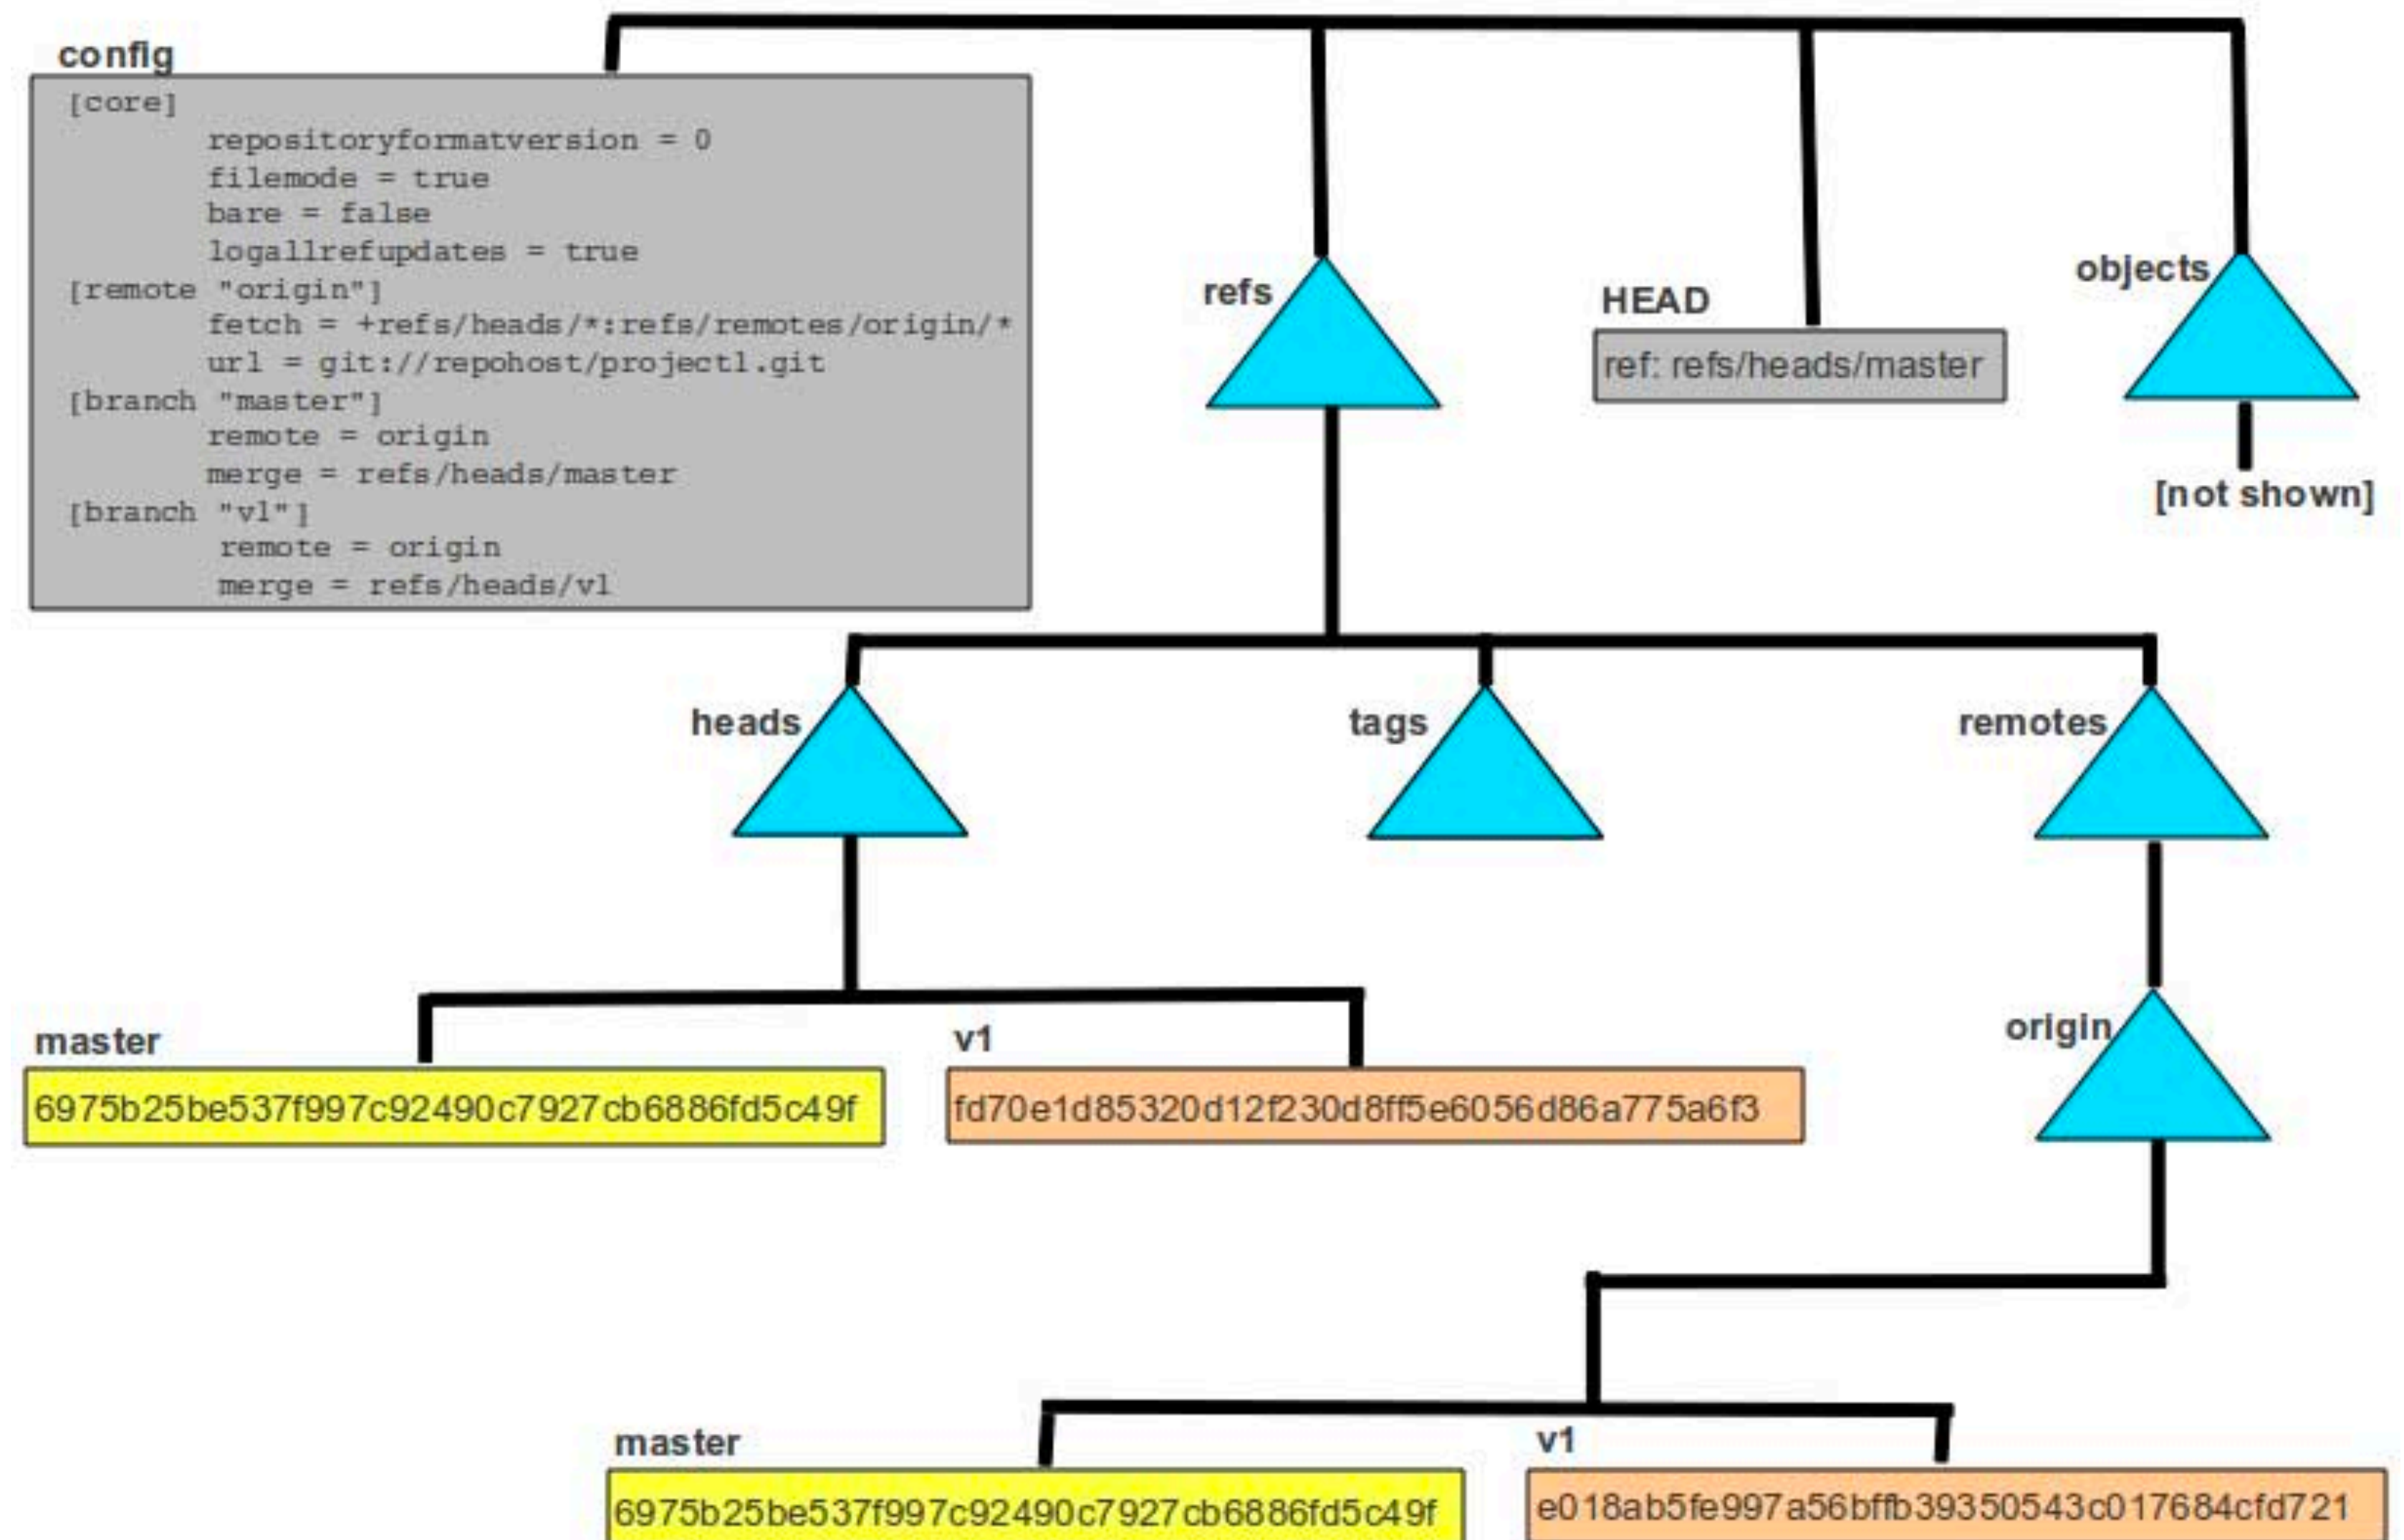 config
[core]
repositoryformatversion = 0
filemode = true
bare = false
logallrefupdates = true
[remote "origin"]
fetch = +refs/heads/*:refs/remotes/origin/*
url = git://repohost/project1.git
[branch "master"]
remote = origin
merge = refs/heads/master
[branch "v1"]
remote = origin
merge = refs/heads/v1
refs
HEAD
ref: refs/heads/master
objects
[not shown]
heads
tags
remotes
master
6975b25be537f997c92490c7927cb6886fd5c49f
v1
fd70e1d85320d12f230d8ff5e6056d86a775a6f3
origin
master
6975b25be537f997c92490c7927cb6886fd5c49f
v1
e018ab5fe997a56bffb39350543c017684cfd721